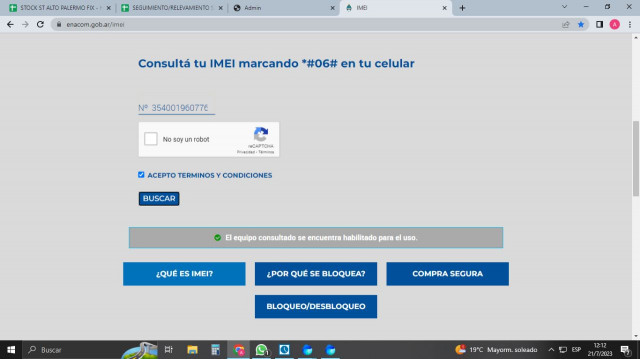 STOCK ST ALTO PALERMO FIX -
SEGUIMIENTO/RELEVAMIENTO
Admin
IMEI
enacom.gob.ar/imei
A
Consultá tu IMEI marcando *#06# en tu celular
Nº 35400196077
No soy un robot
reCAPTCHA
Privacidad - Términos
ACEPTO TERMINOS Y CONDICIONES
BUSCAR
El equipo consultado se encuentra habilitado para el uso.
¿QUÉ ES IMEI?
¿POR QUÉ SE BLOQUEA?
COMPRA SEGURA
BLOQUEO/DESBLOQUEO
Buscar
19°C Mayorm. soleado
ESP
12:12
21/7/2023